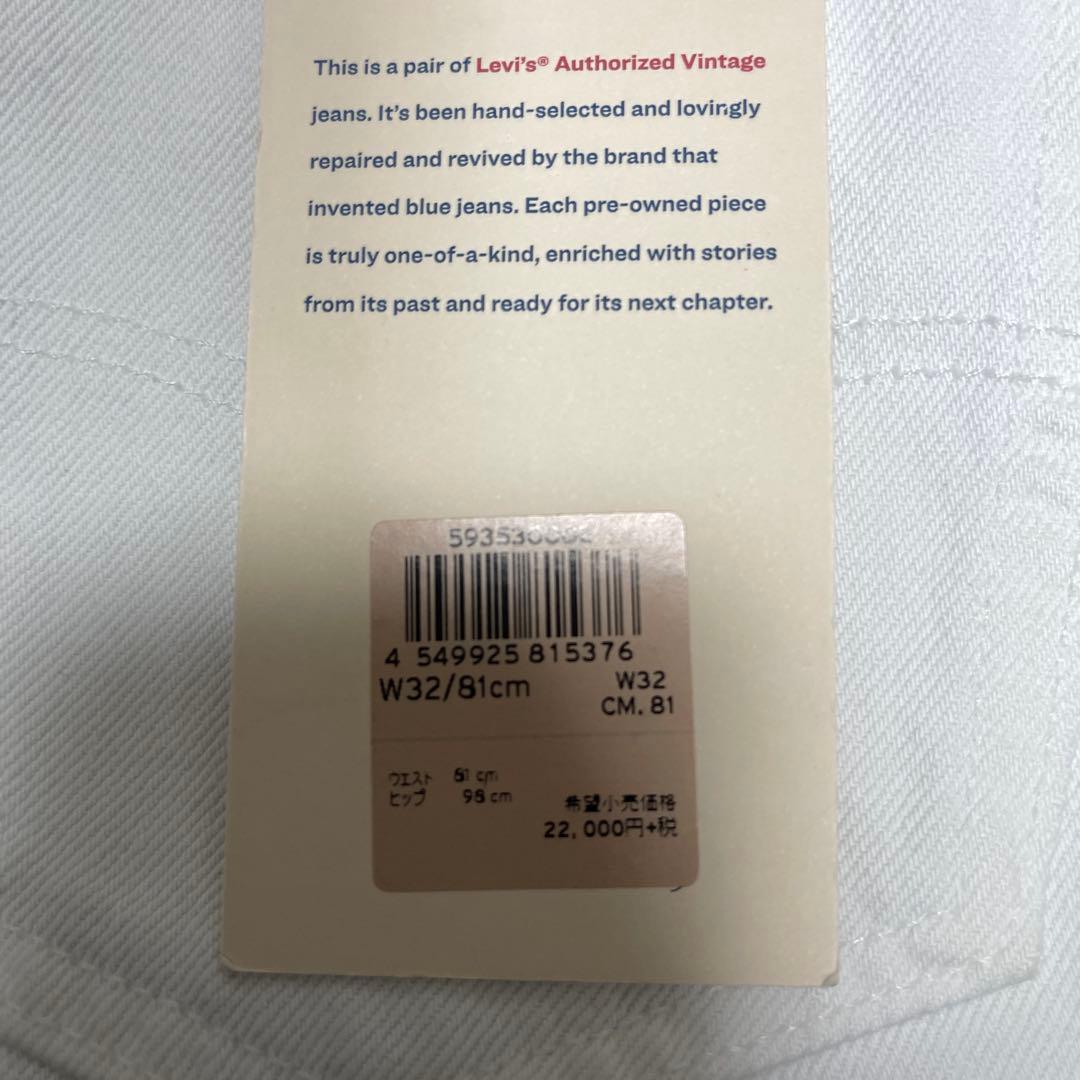 This is a pair of Levi's® Authorized Vintage
jeans. It's been hand-selected and lovingly
repaired and revived by the brand that
invented blue jeans. Each pre-owned piece
is truly one-of-a-kind, enriched with stories
from its past and ready for its next chapter.
4 549925 815376
W32/81cm
W32
CM. 81
ウエスト 81 cm
ヒップ 98 cm
希望小売価格
22,000円+税